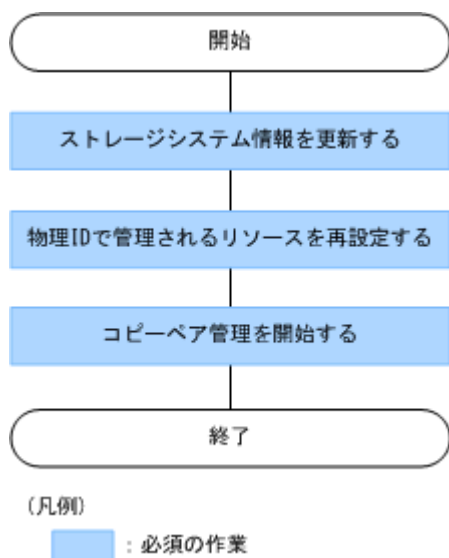 開始
ストレージシステム情報を更新する
物理IDで管理されるリソースを再設定する
コピーペア管理を開始する
終了
(凡例)
：必須の作業